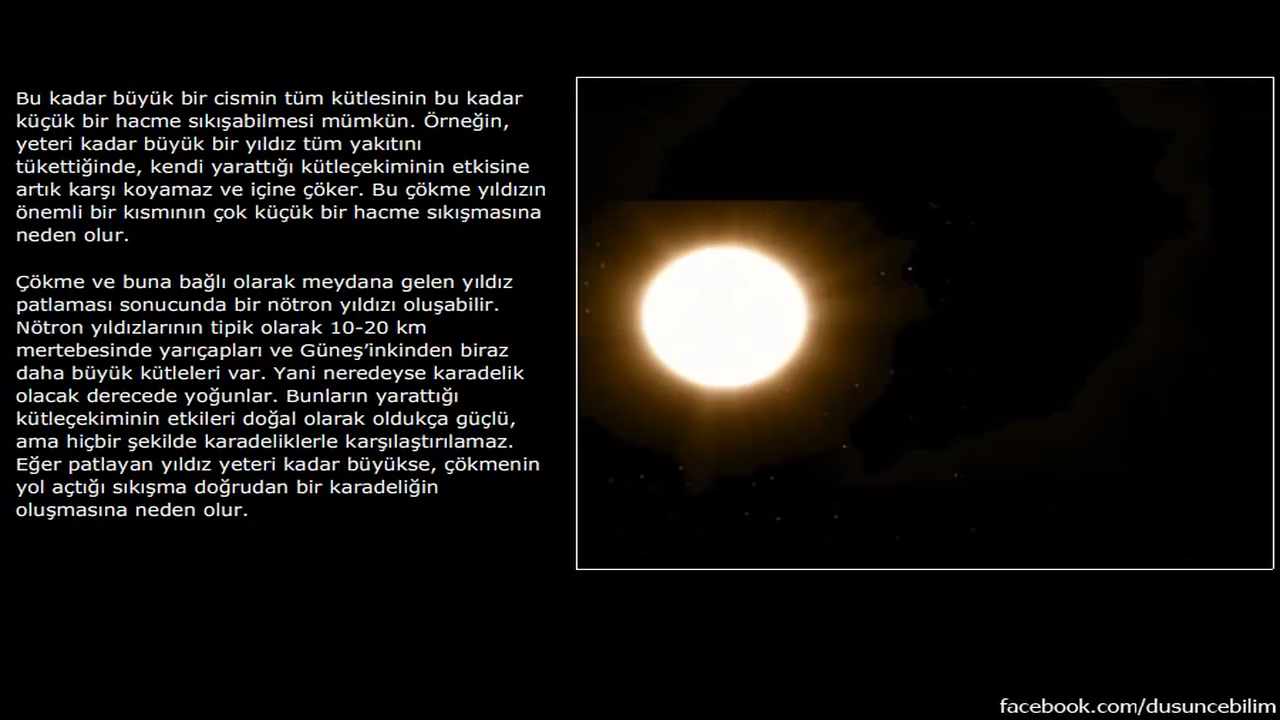 Bu kadar büyük bir cismin tüm kütlesinin bu kadar
küçük bir hacme sıkışabilmesi mümkün. Örneğin,
yeteri kadar büyük bir yıldız tüm yakıtını
tükettiğinde, kendi yarattığı kütleçekiminin etkisine
artık karşı koyamaz ve içine çöker. Bu çökme yıldızın
önemli bir kısmının çok küçük bir hacme sıkışmasına
neden olur.
Çökme ve buna bağlı olarak meydana gelen yıldız
patlaması sonucunda bir nötron yıldızı oluşabilir.
Nötron yıldızlarının tipik olarak 10-20 km
mertebesinde yarıçapları ve Güneş’inkinden biraz
daha büyük kütleleri var. Yani neredeyse karadelik
olacak derecede yoğunlar. Bunların yarattığı
kütleçekiminin etkileri doğal olarak oldukça güçlü,
ama hiçbir şekilde karadeliklerle karşılaştırılamaz.
Eğer patlayan yıldız yeteri kadar büyükse, çökmenin
yol açtığı sıkışma doğrudan bir karadeliğin
oluşmasına neden olur.
facebook.com/dusuncebilim